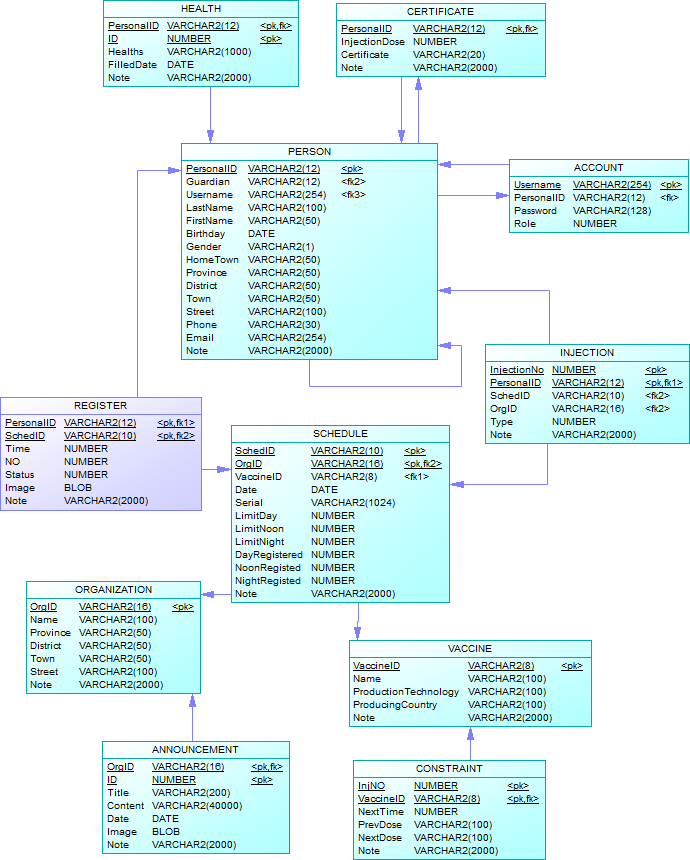 HEALTH
PersonalID VARCHAR2(12) <pk,fk>
ID NUMBER <pk>
Healths VARCHAR2(1000)
FilledDate DATE
Note VARCHAR2(2000)
CERTIFICATE
PersonalID VARCHAR2(12) <pk,fk>
InjectionDose NUMBER
Certificate VARCHAR2(20)
Note VARCHAR2(2000)
PERSON
PersonalID VARCHAR2(12) <pk>
Guardian VARCHAR2(12) <fk2>
Username VARCHAR2(254) <fk3>
LastName VARCHAR2(100)
FirstName VARCHAR2(50)
Birthday DATE
Gender VARCHAR2(1)
HomeTown VARCHAR2(50)
Province VARCHAR2(50)
District VARCHAR2(50)
Town VARCHAR2(50)
Street VARCHAR2(100)
Phone VARCHAR2(30)
Email VARCHAR2(254)
Note VARCHAR2(2000)
ACCOUNT
Username VARCHAR2(254) <pk>
PersonalID VARCHAR2(12) <fk>
Password VARCHAR2(128)
Role NUMBER
INJECTION
InjectionNo NUMBER <pk>
PersonalID VARCHAR2(12) <pk,fk1>
SchedID VARCHAR2(10) <fk2>
OrgID VARCHAR2(16) <fk2>
Type NUMBER
Note VARCHAR2(2000)
REGISTER
PersonalID VARCHAR2(12) <pk,fk1>
SchedID VARCHAR2(10) <pk,fk2>
Time NUMBER
NO NUMBER
Status NUMBER
Image BLOB
Note VARCHAR2(2000)
SCHEDULE
SchedID VARCHAR2(10) <pk>
OrgID VARCHAR2(16) <pk,fk2>
VaccineID VARCHAR2(8) <fk1>
Date DATE
Serial VARCHAR2(1024)
LimitDay NUMBER
LimitNoon NUMBER
LimitNight NUMBER
DayRegistered NUMBER
NoonRegisted NUMBER
NightRegisted NUMBER
Note VARCHAR2(2000)
ORGANIZATION
OrgID VARCHAR2(16) <pk>
Name VARCHAR2(100)
Province VARCHAR2(50)
District VARCHAR2(50)
Town VARCHAR2(50)
Street VARCHAR2(100)
Note VARCHAR2(2000)
VACCINE
VaccineID VARCHAR2(8) <pk>
Name VARCHAR2(100)
ProductionTechnology VARCHAR2(100)
ProducingCountry VARCHAR2(100)
Note VARCHAR2(2000)
ANNOUNCEMENT
OrgID VARCHAR2(16) <pk,fk>
ID NUMBER <pk>
Title VARCHAR2(200)
Content VARCHAR2(40000)
Date DATE
Image BLOB
Note VARCHAR2(2000)
CONSTRAINT
InjNO NUMBER <pk>
VaccineID VARCHAR2(8) <pk,fk>
NextTime NUMBER
PrevDose VARCHAR2(100)
NextDose VARCHAR2(100)
Note VARCHAR2(2000)